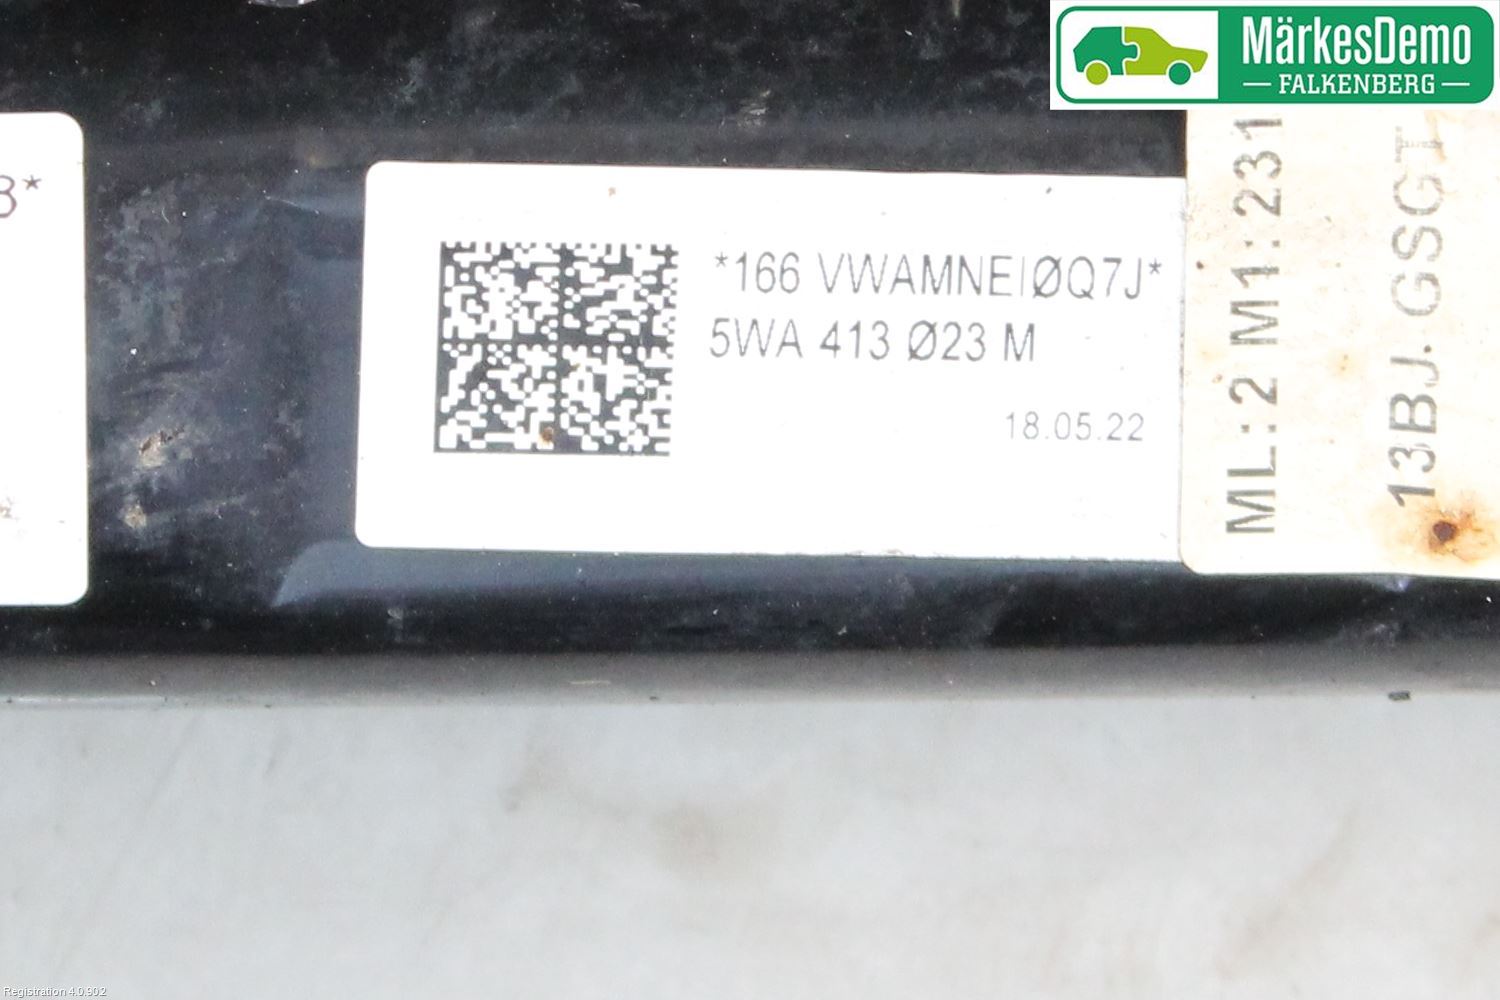 MärkesDemo
FALKENBERG
8*
*166 VWAMNEIØQ7J*
5WA 413 Ø23 M
18.05.22
ML:2 M1:231
13BJ. GSGT
Registration 4.0.902